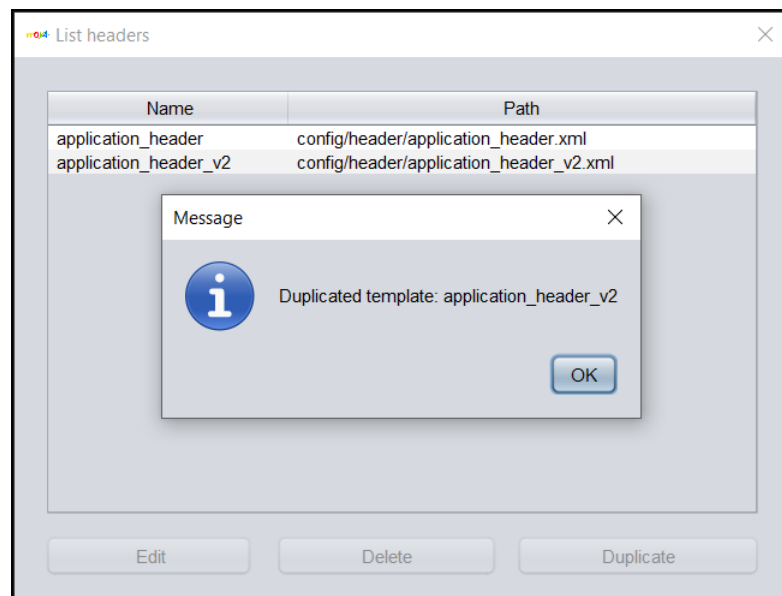 List headers
Name Path
application_header config/header/application_header.xml
application_header_v2 config/header/application_header_v2.xml
Message
Duplicated template: application_header_v2
OK
Edit Delete Duplicate